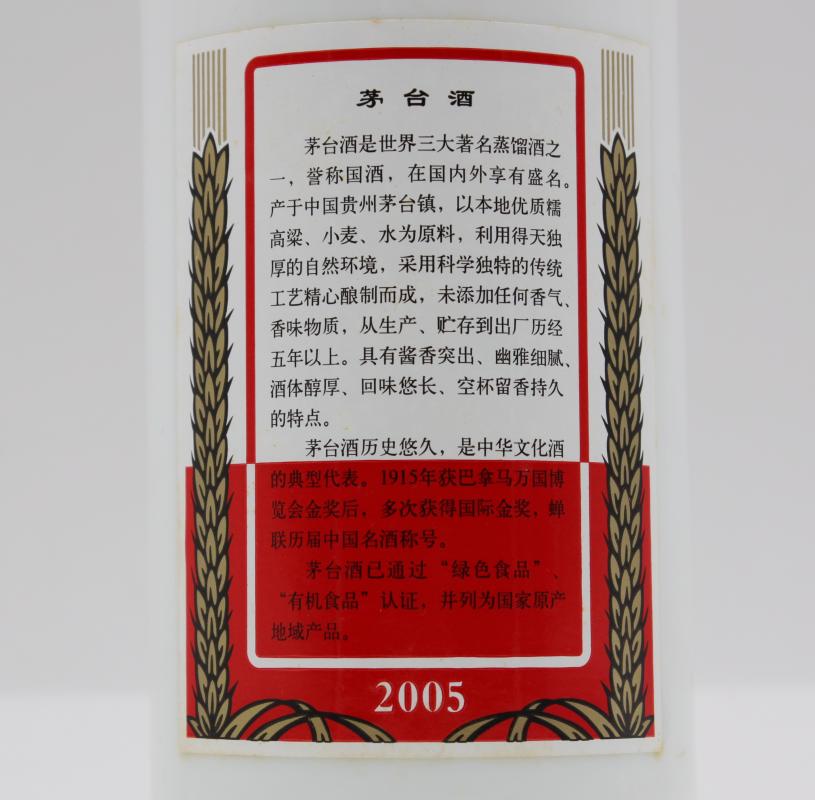 茅台酒
茅台酒是世界三大著名蒸馏酒之
一，誉称国酒，在国内外享有盛名。
产于中国贵州茅台镇，以本地优质糯
高粱、小麦、水为原料，利用得天独
厚的自然环境，采用科学独特的传统
工艺精心酿制而成，未添加任何香气、
香味物质，从生产、贮存到出厂历经
五年以上。具有酱香突出、幽雅细腻、
酒体醇厚、回味悠长、空杯留香持久
的特点。
茅台酒历史悠久，是中华文化酒
的典型代表。1915年获巴拿马万国博
览会金奖后，多次获得国际金奖，蝉
联历届中国名酒称号。
茅台酒已通过“绿色食品”、
“有机食品”认证，并列为国家原产
地域产品。
2005